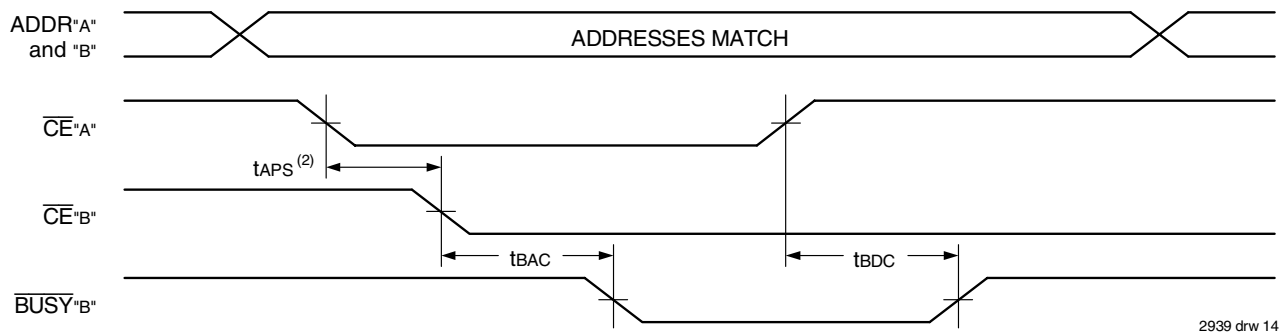 ADDR"A"
and "B"
ADDRESSES MATCH
CE"A"
tAPS (2)
CE"B"
tBAC
tBDC
BUSY"B"
2939 drw 14